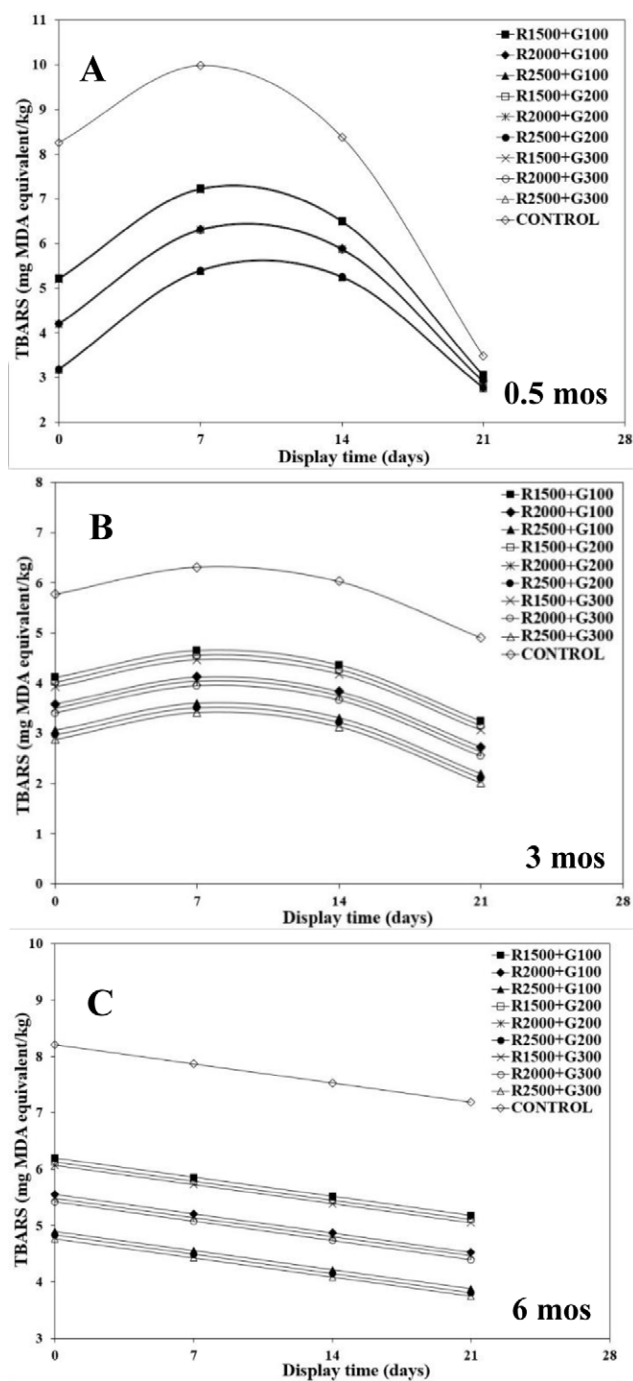 A
R1500+G100
R2000+G100
R2500+G100
R1500+G200
R2000+G200
R2500+G200
R1500+G300
R2000+G300
R2500+G300
CONTROL
TBARS (mg MDA equivalent/kg)
11
10
9
8
7
6
5
4
3
2
0 7 14 21 28
Display time (days)
0.5 mos
B
R1500+G100
R2000+G100
R2500+G100
R1500+G200
R2000+G200
R2500+G200
R1500+G300
R2000+G300
R2500+G300
CONTROL
TBARS (mg MDA equivalent/kg)
8
7
6
5
4
3
2
1
0
0 7 14 21 28
Display time (days)
3 mos
C
R1500+G100
R2000+G100
R2500+G100
R1500+G200
R2000+G200
R2500+G200
R1500+G300
R2000+G300
R2500+G300
CONTROL
TBARS (mg MDA equivalent/kg)
10
9
8
7
6
5
4
3
0 7 14 21 28
Display time (days)
6 mos